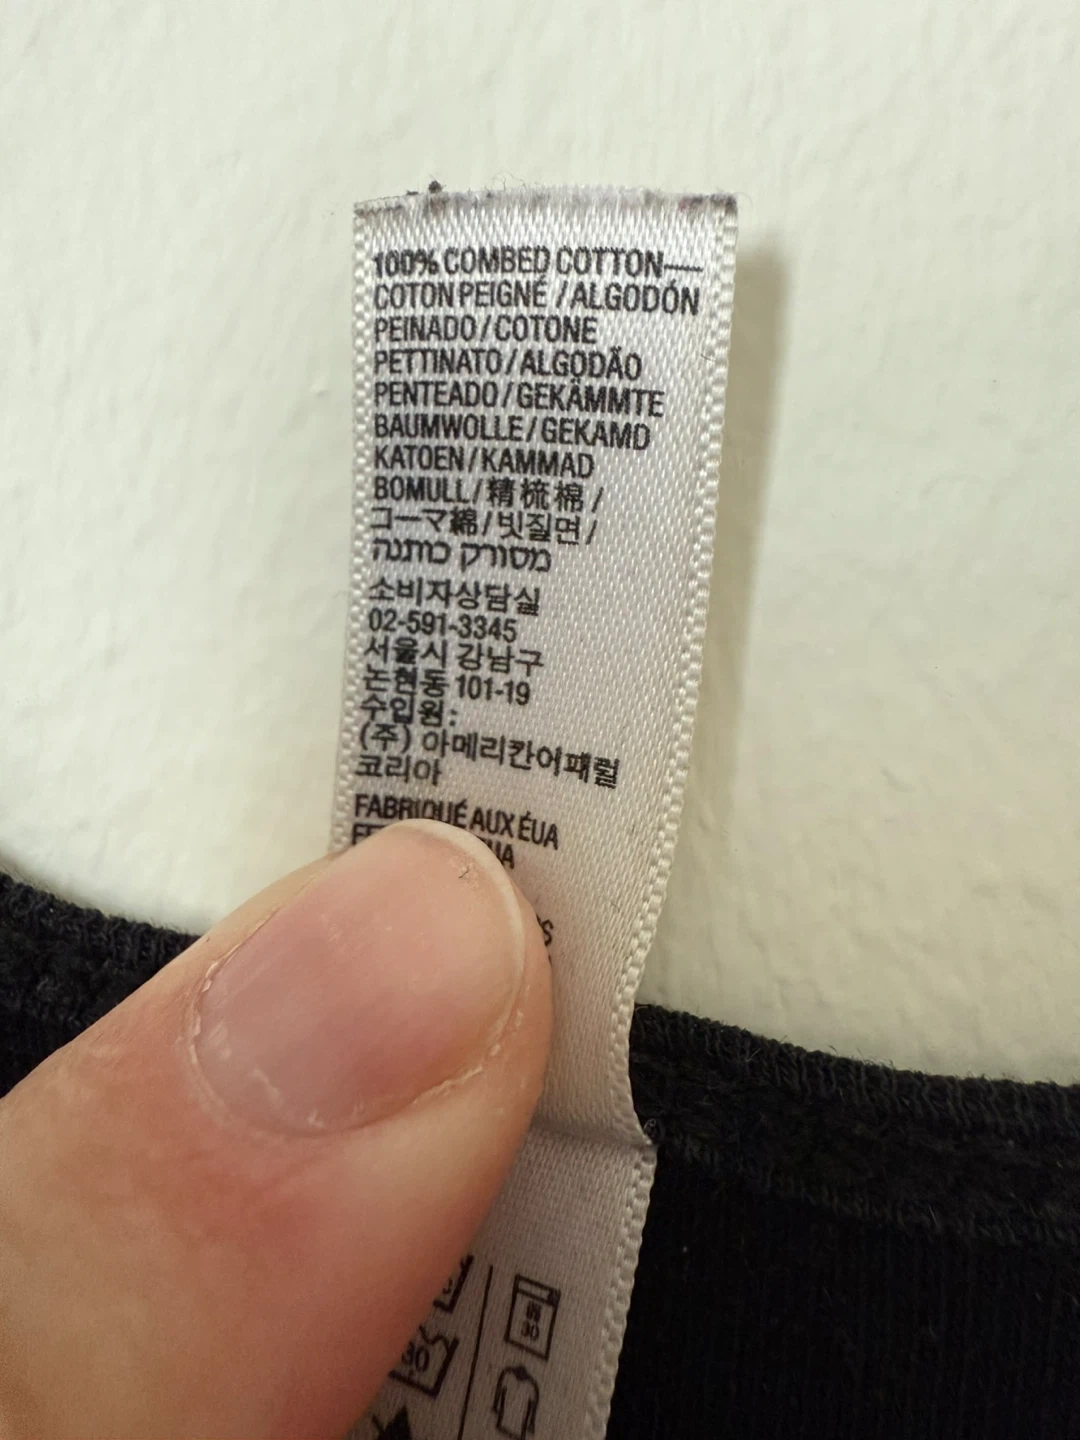 100% COMBED COTTON—
COTON PEIGNÉ / ALGODÓN
PEINADO / COTONE
PETTINATO / ALGODÃO
PENTEADO / GEKÄMMTE
BAUMWOLLE / GEKAMD
KATOEN / KAMMAD
BOMULL / 精梳棉 /
コーマ綿 / 빗질면 /
מסורק כותנה
소비자상담실
02-591-3345
서울시 강남구
논현동 101-19
수입원:
(주) 아메리칸어패럴
코리아
FABRIQUÉ AUX ÉUA
30
30